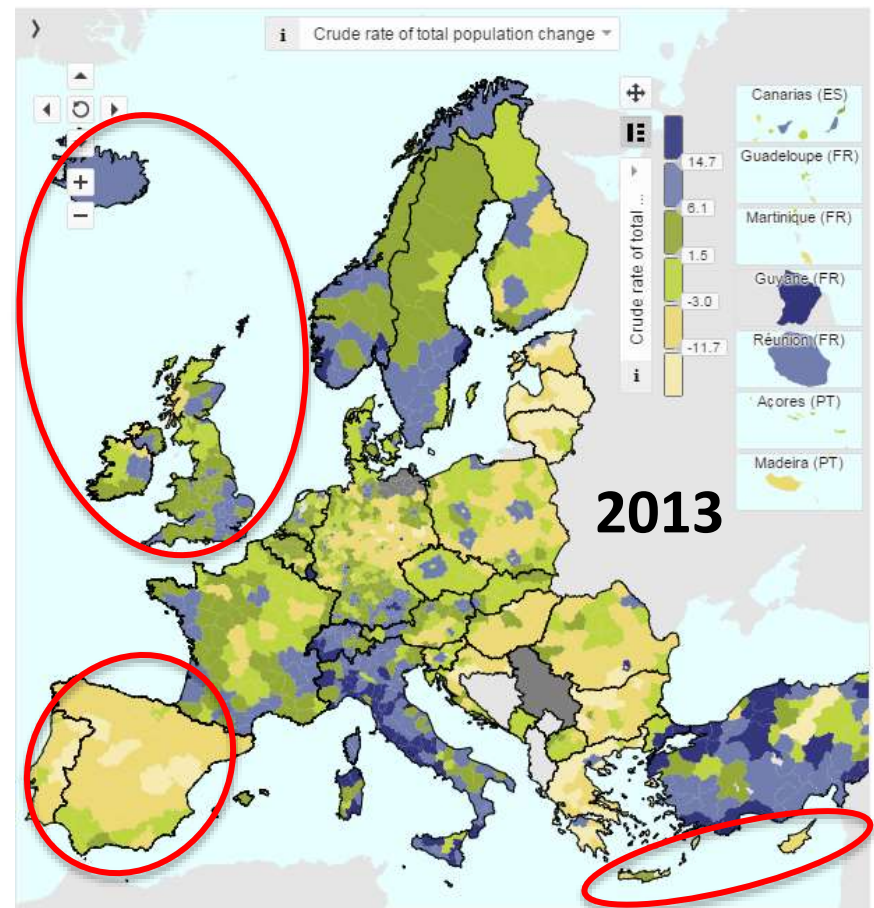 i Crude rate of total population change
Canarias (ES)
14.7
Guadeloupe (FR)
6.1
Martinique (FR)
1.5
Guyane (FR)
-3.0
Réunion (FR)
-11.7
Crude rate of total ...
i
Açores (PT)
Madeira (PT)
2013